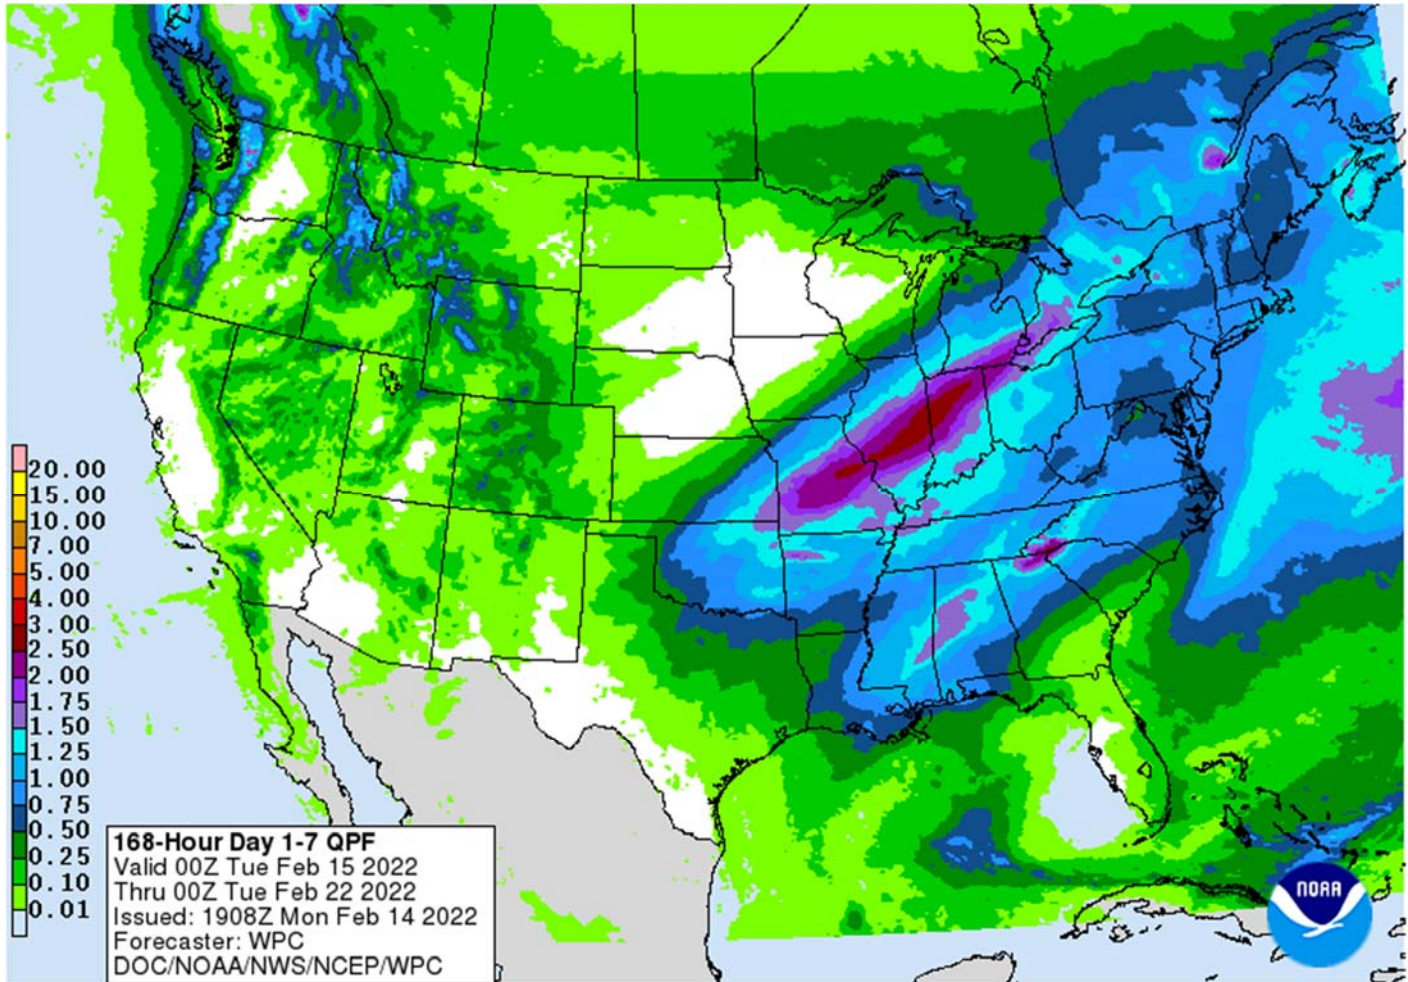 20.00
15.00
10.00
7.00
5.00
4.00
3.00
2.50
2.00
1.75
1.50
1.25
1.00
0.75
0.50
0.25
0.10
0.01
168-Hour Day 1-7 QPF
Valid 00Z Tue Feb 15 2022
Thru 00Z Tue Feb 22 2022
Issued: 1908Z Mon Feb 14 2022
Forecaster: WPC
DOC/NOAA/NWS/NCEP/WPC
NOAA